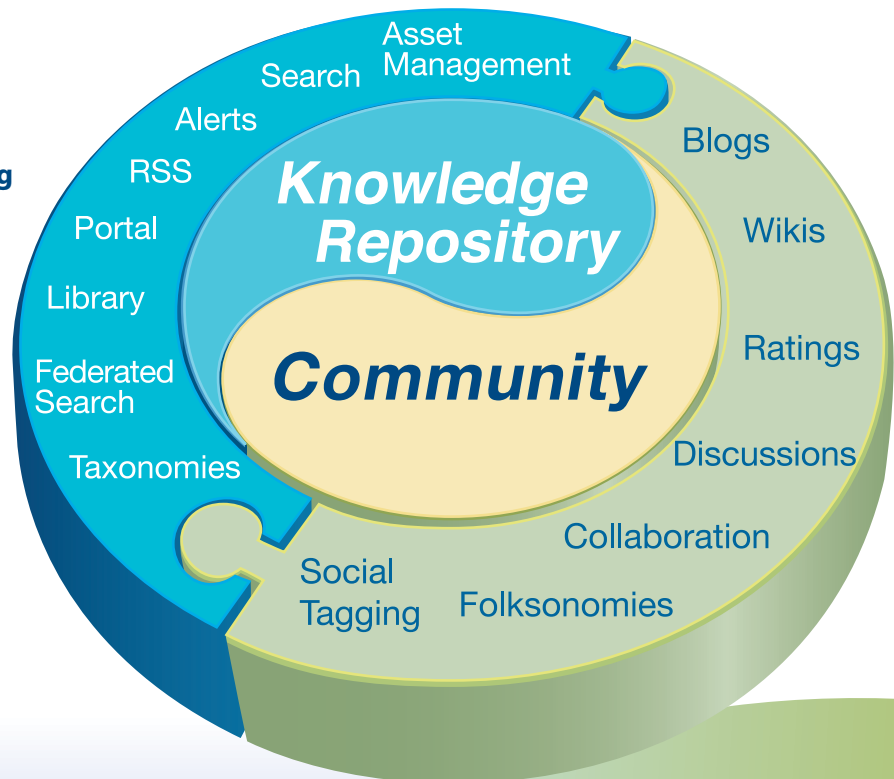 Asset
Management
Search
Alerts
RSS
g
Portal
Library
Federated
Search
Taxonomies
Knowledge
Repository
Community
Blogs
Wikis
Ratings
Discussions
Collaboration
Folksonomies
Social
Tagging